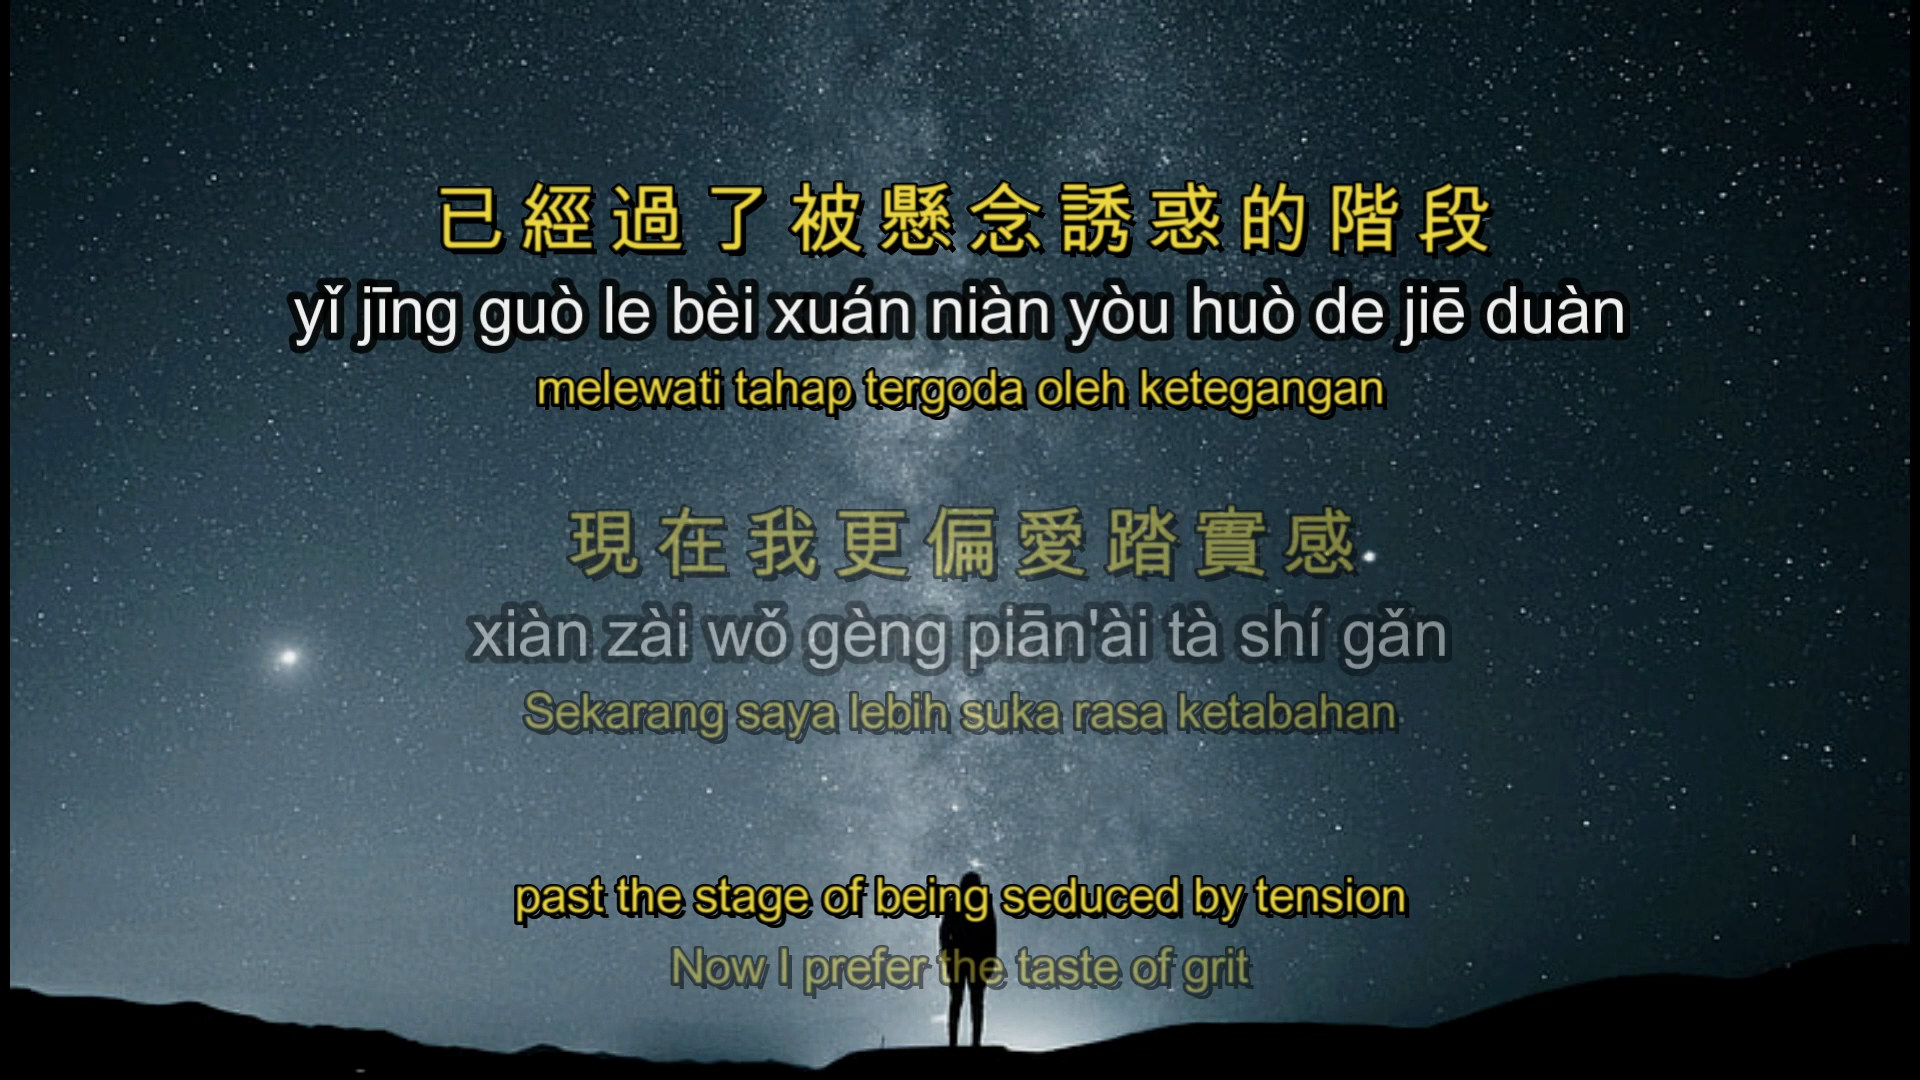 已經過了被懸念誘惑的階段
yǐ jīng guò le bèi xuán niàn yòu huò de jiē duàn
melewati tahap tergoda oleh ketegangan
現在我更偏愛踏實感
xiàn zài wǒ gèng piān'ài tà shí gǎn
Sekarang saya lebih suka rasa ketabahan
past the stage of being seduced by tension
Now I prefer the taste of grit